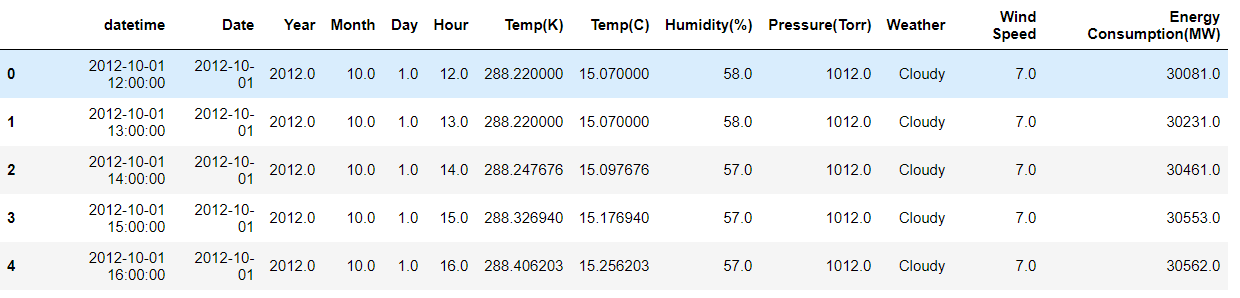 datetime Date Year Month Day Hour Temp(K) Temp(C) Humidity(%) Pressure(Torr) Weather Wind Speed Energy Consumption(MW)
0 2012-10-01 12:00:00 2012-10-01 2012.0 10.0 1.0 12.0 288.220000 15.070000 58.0 1012.0 Cloudy 7.0 30081.0
1 2012-10-01 13:00:00 2012-10-01 2012.0 10.0 1.0 13.0 288.220000 15.070000 58.0 1012.0 Cloudy 7.0 30231.0
2 2012-10-01 14:00:00 2012-10-01 2012.0 10.0 1.0 14.0 288.247676 15.097676 57.0 1012.0 Cloudy 7.0 30461.0
3 2012-10-01 15:00:00 2012-10-01 2012.0 10.0 1.0 15.0 288.326940 15.176940 57.0 1012.0 Cloudy 7.0 30553.0
4 2012-10-01 16:00:00 2012-10-01 2012.0 10.0 1.0 16.0 288.406203 15.256203 57.0 1012.0 Cloudy 7.0 30562.0